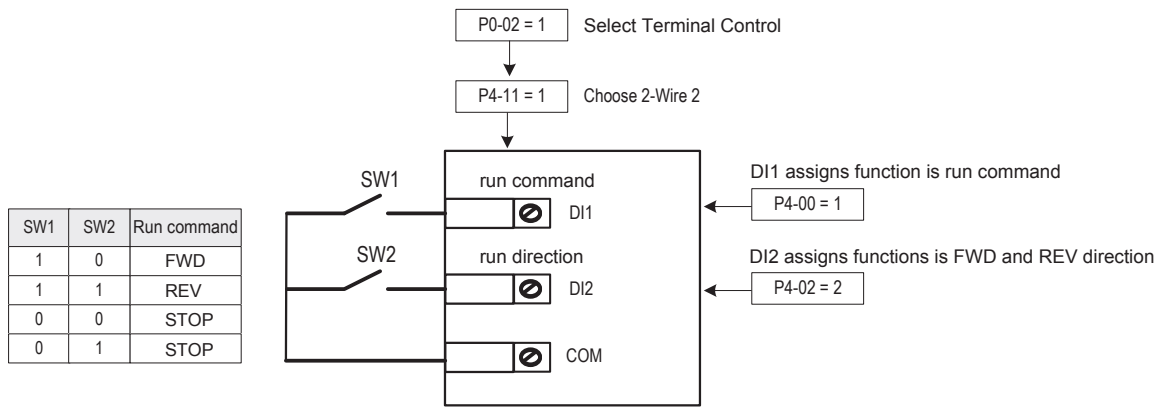 P0-02 = 1 Select Terminal Control
P4-11 = 1 Choose 2-Wire 2
SW1 SW2 Run command
1 0 FWD
1 1 REV
0 0 STOP
0 1 STOP
SW1
SW2
run command
DI1
run direction
DI2
COM
DI1 assigns function is run command
P4-00 = 1
DI2 assigns functions is FWD and REV direction
P4-02 = 2